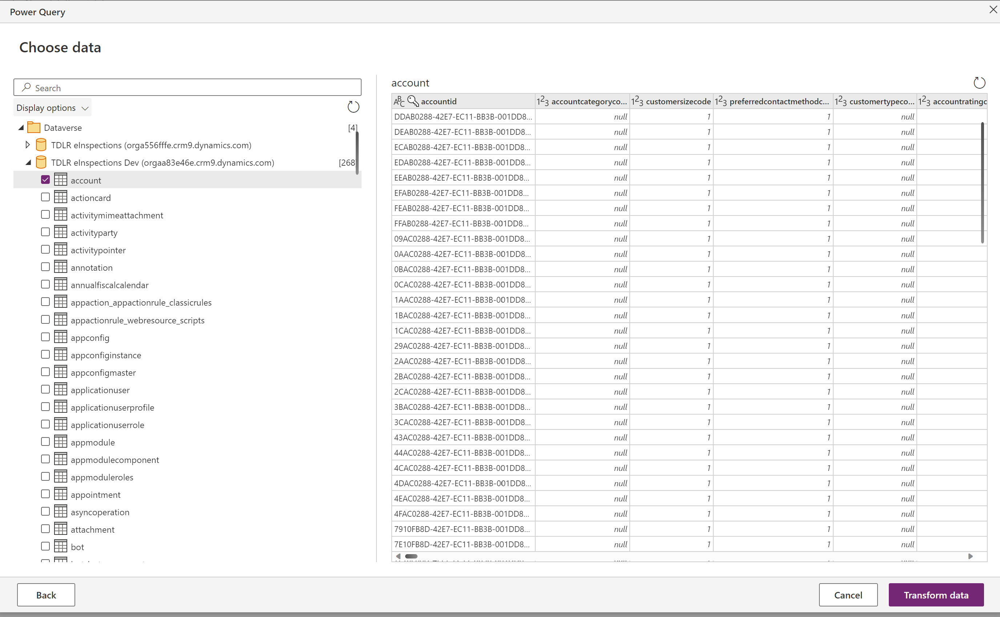 Power Query
Choose data
Search
Display options
Dataverse [4]
TDLR eInspections (orga556fffe.crm9.dynamics.com)
TDLR eInspections Dev (orgaa83e46e.crm9.dynamics.com) [268]
account
actioncard
activitymimeattachment
activityparty
activitypointer
annotation
annualfiscalcalendar
appaction_appactionrule_classicrules
appactionrule_webresource_scripts
appconfig
appconfiginstance
appconfigmaster
applicationuser
applicationuserprofile
applicationuserrole
appmodule
appmodulecomponent
appmoduleroles
appointment
asyncoperation
attachment
bot
account
ABC accountid 123 accountcategoryco... 123 customersizecode 123 preferredcontactmethodc... 123 customertypeco... 123 accountratingc
DDAB0288-42E7-EC11-BB3B-001DD8... null 1 1 null
DEAB0288-42E7-EC11-BB3B-001DD8... null 1 1 null
ECAB0288-42E7-EC11-BB3B-001DD8... null 1 1 null
EDAB0288-42E7-EC11-BB3B-001DD8... null 1 1 null
EEAB0288-42E7-EC11-BB3B-001DD8... null 1 1 null
EFAB0288-42E7-EC11-BB3B-001DD8... null 1 1 null
FEAB0288-42E7-EC11-BB3B-001DD8... null 1 1 null
FFAB0288-42E7-EC11-BB3B-001DD8... null 1 1 null
09AC0288-42E7-EC11-BB3B-001DD8... null 1 1 null
0AAC0288-42E7-EC11-BB3B-001DD8... null 1 1 null
0BAC0288-42E7-EC11-BB3B-001DD8... null 1 1 null
0CAC0288-42E7-EC11-BB3B-001DD8... null 1 1 null
1AAC0288-42E7-EC11-BB3B-001DD8... null 1 1 null
1BAC0288-42E7-EC11-BB3B-001DD8... null 1 1 null
1CAC0288-42E7-EC11-BB3B-001DD8... null 1 1 null
29AC0288-42E7-EC11-BB3B-001DD8... null 1 1 null
2AAC0288-42E7-EC11-BB3B-001DD8... null 1 1 null
2BAC0288-42E7-EC11-BB3B-001DD8... null 1 1 null
2CAC0288-42E7-EC11-BB3B-001DD8... null 1 1 null
3BAC0288-42E7-EC11-BB3B-001DD8... null 1 1 null
3CAC0288-42E7-EC11-BB3B-001DD8... null 1 1 null
43AC0288-42E7-EC11-BB3B-001DD8... null 1 1 null
44AC0288-42E7-EC11-BB3B-001DD8... null 1 1 null
4CAC0288-42E7-EC11-BB3B-001DD8... null 1 1 null
4DAC0288-42E7-EC11-BB3B-001DD8... null 1 1 null
4EAC0288-42E7-EC11-BB3B-001DD8... null 1 1 null
4FAC0288-42E7-EC11-BB3B-001DD8... null 1 1 null
7910FB8D-42E7-EC11-BB3B-001DD8... null 1 1 null
7E10FB8D-42E7-EC11-BB3B-001DD8... null 1 1 null
Back
Cancel
Transform data